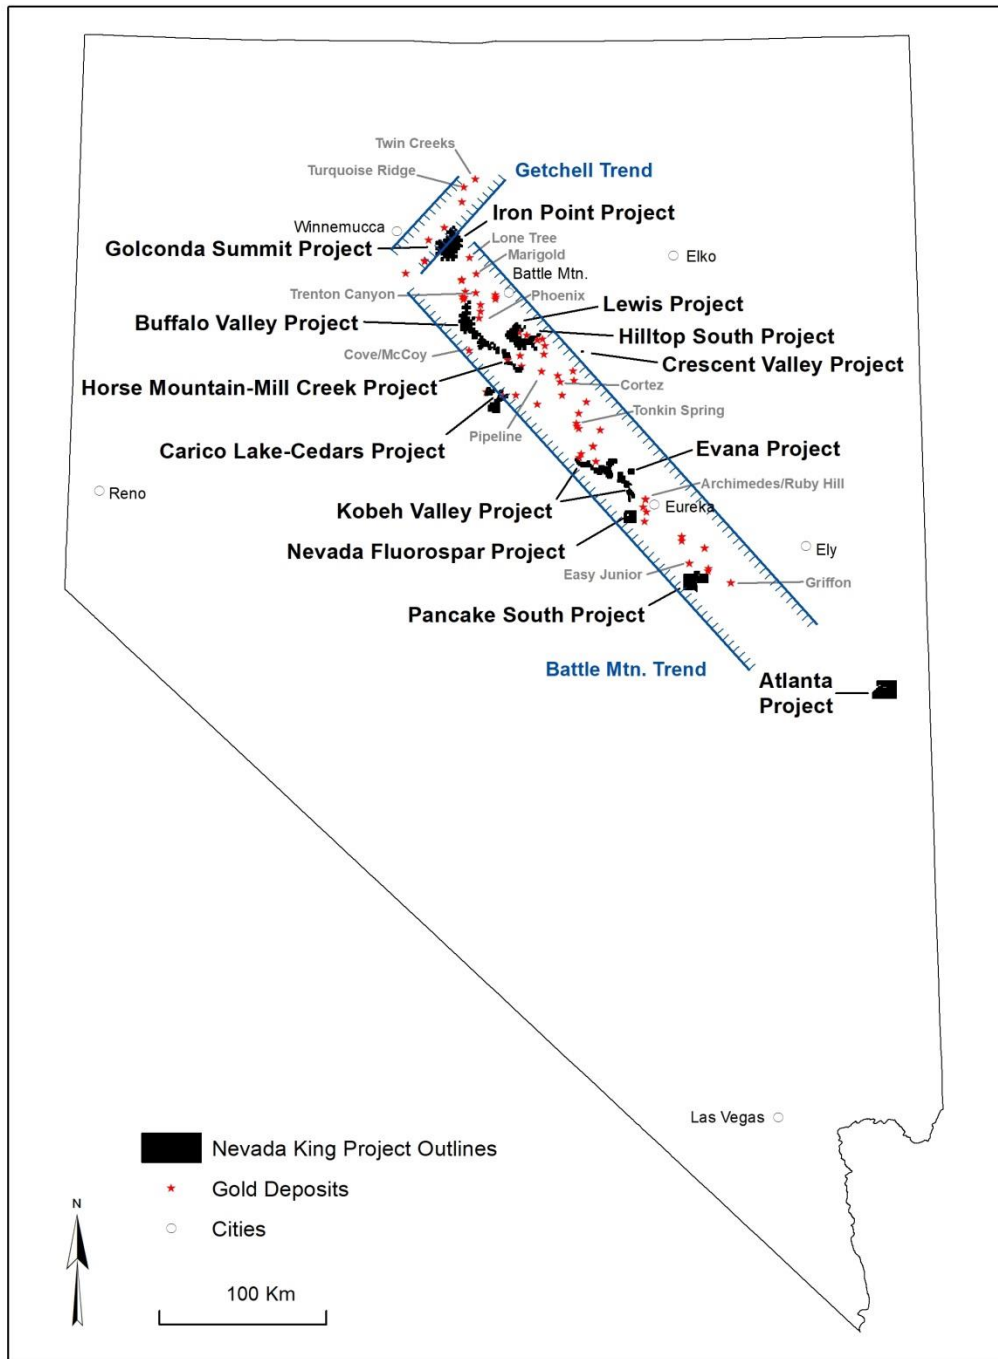 Twin Creeks
Turquoise Ridge
Getchell Trend
Iron Point Project
Winnemucca
Golconda Summit Project
Lone Tree
Marigold
Elko
Battle Mtn.
Trenton Canyon
Phoenix
Lewis Project
Buffalo Valley Project
Hilltop South Project
Cove/McCoy
Crescent Valley Project
Horse Mountain-Mill Creek Project
Cortez
Tonkin Spring
Pipeline
Carico Lake-Cedars Project
Evana Project
Archimedes/Ruby Hill
Reno
Kobeh Valley Project
Eureka
Nevada Fluorospar Project
Ely
Easy Junior
Griffon
Pancake South Project
Battle Mtn. Trend
Atlanta
Project
Las Vegas
Nevada King Project Outlines
Gold Deposits
Cities
N
100 Km